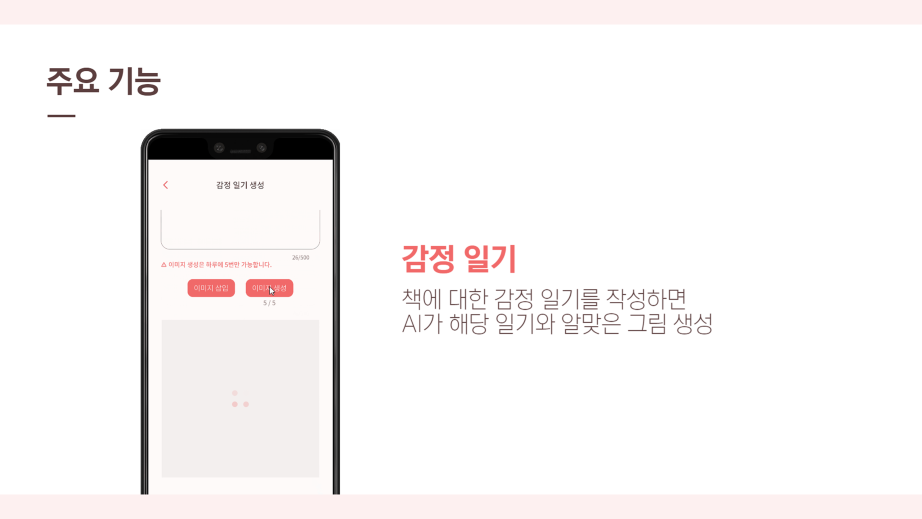 주요 기능
감정 일기 생성
26/500
⚠ 이미지 생성은 하루에 5번만 가능합니다.
이미지 삽입
이미지 생성
5 / 5
감정 일기
책에 대한 감정 일기를 작성하면
AI가 해당 일기와 알맞은 그림 생성